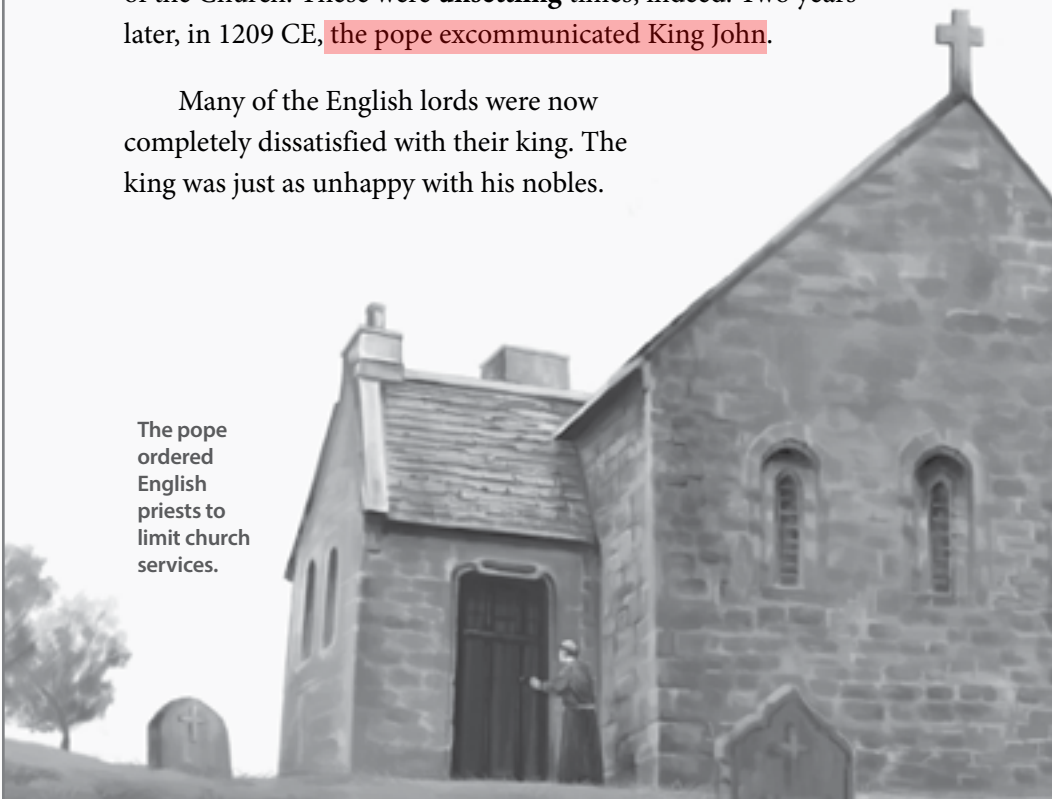 of the Church. These were unsettling times, indeed. Two years
later, in 1209 CE, the pope excommunicated King John.
Many of the English lords were now
completely dissatisfied with their king. The
king was just as unhappy with his nobles.
The pope
ordered
English
priests to
limit church
services.